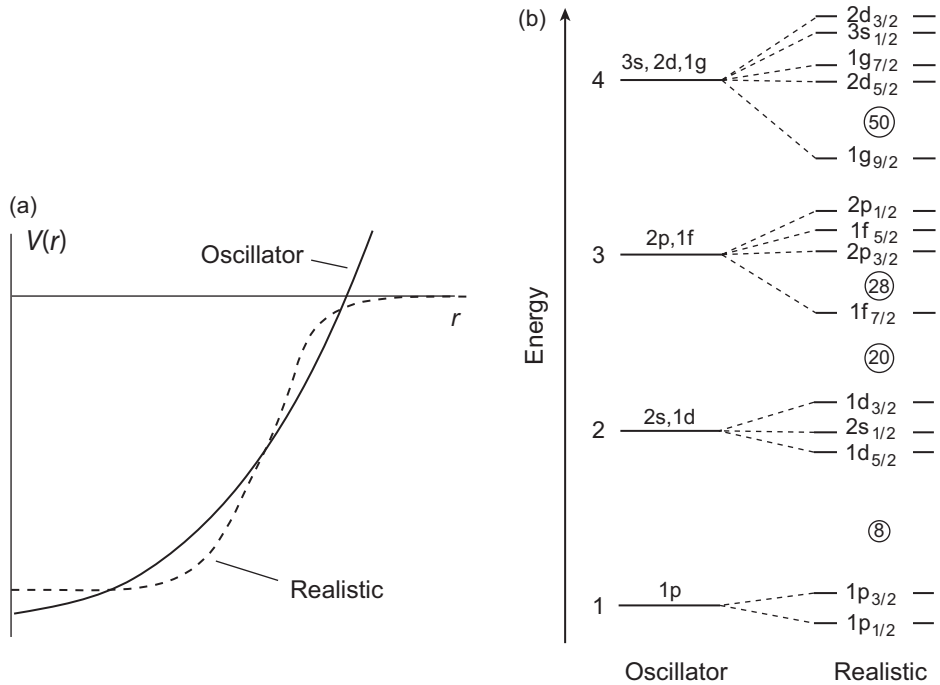 (a)
V(r)
Oscillator
r
Realistic
(b)
Energy
4
3s, 2d,1g
2d3/2
3s1/2
1g7/2
2d5/2
50
1g9/2
3
2p,1f
2p1/2
1f5/2
2p3/2
28
1f7/2
20
2
2s,1d
1d3/2
2s1/2
1d5/2
8
1
1p
1p3/2
1p1/2
Oscillator
Realistic